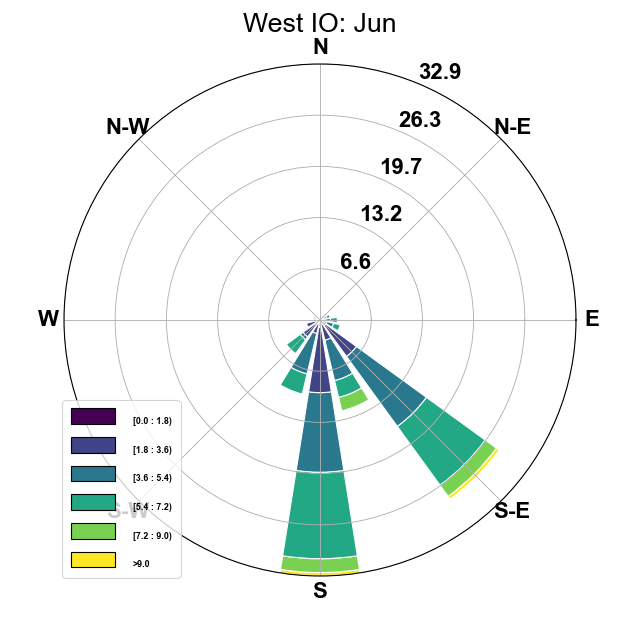 West IO: Jun
N
32.9
N-W
26.3
N-E
19.7
13.2
6.6
W
E
[0.0 : 1.8)
[1.8 : 3.6)
[3.6 : 5.4)
[5.4 : 7.2)
S-W
S-E
[7.2 : 9.0)
>9.0
S